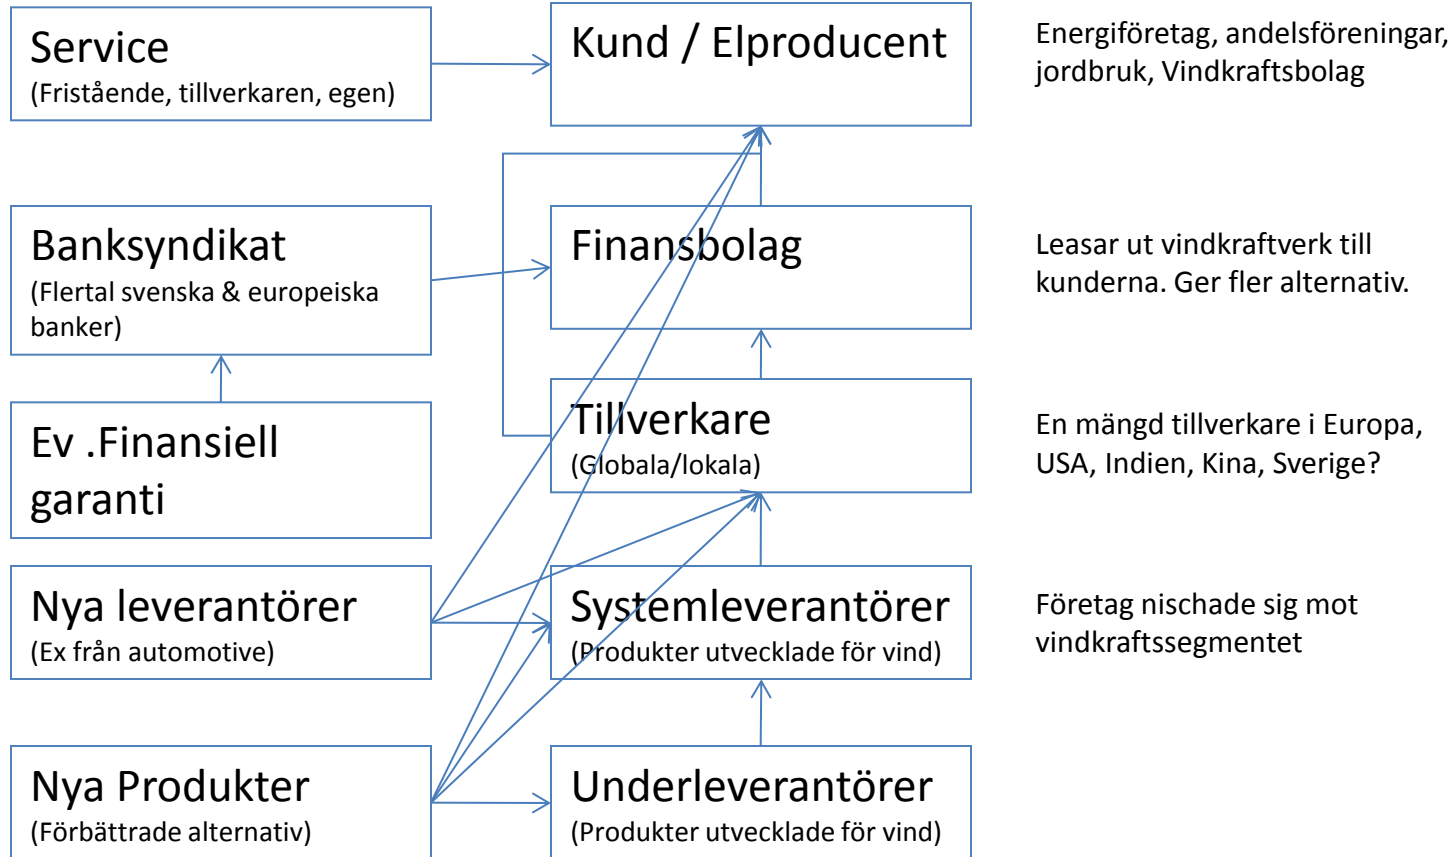 Service
(Fristående, tillverkaren, egen)
Kund / Elproducent
Energiföretag, andelsföreningar,
jordbruk, Vindkraftsbolag
Banksyndikat
(Flertal svenska & europeiska
banker)
Finansbolag
Leasar ut vindkraftverk till
kunderna. Ger fler alternativ.
Ev .Finansiell
garanti
Tillverkare
(Globala/lokala)
En mängd tillverkare i Europa,
USA, Indien, Kina, Sverige?
Nya leverantörer
(Ex från automotive)
Systemleverantörer
(Produkter utvecklade för vind)
Företag nischade sig mot
vindkraftssegmentet
Nya Produkter
(Förbättrade alternativ)
Underleverantörer
(Produkter utvecklade för vind)